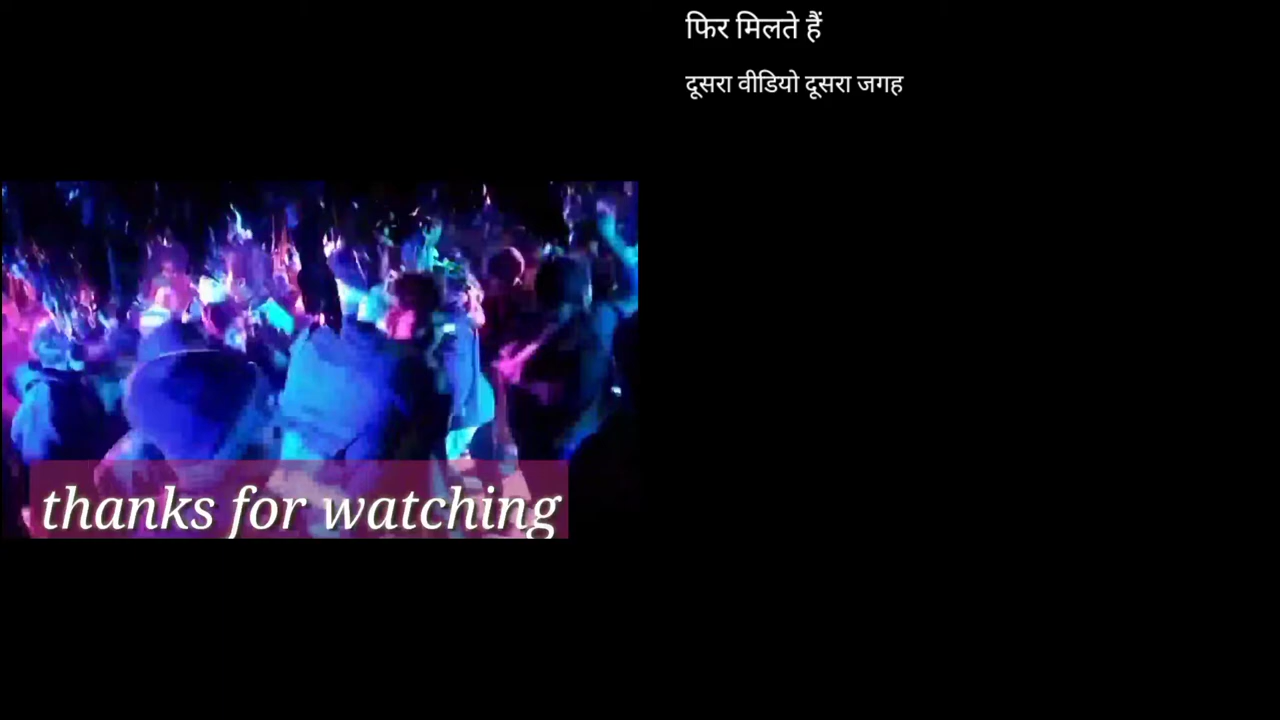 फिर मिलते हैं
दूसरा वीडियो दूसरा जगह
thanks for watching